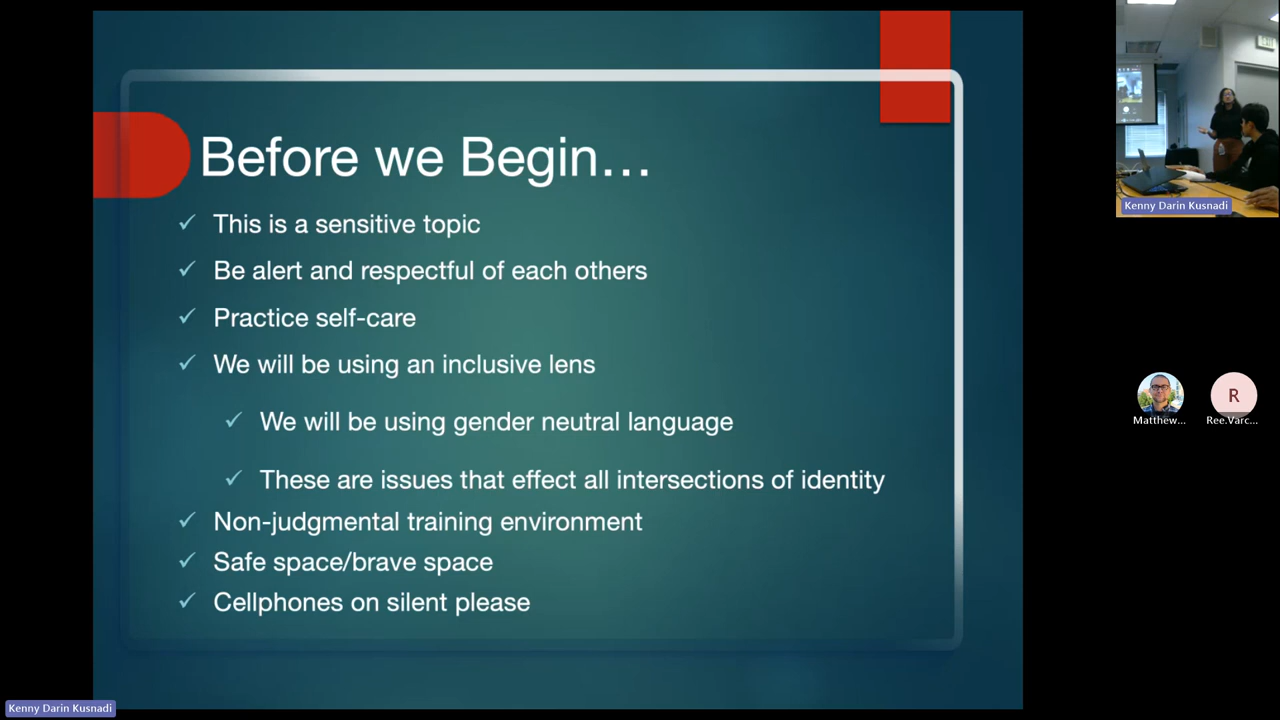 Before we Begin...
This is a sensitive topic
Be alert and respectful of each others
Practice self-care
We will be using an inclusive lens
We will be using gender neutral language
These are issues that effect all intersections of identity
Non-judgmental training environment
Safe space/brave space
Cellphones on silent please
Kenny Darin Kusnadi
R
Matthew...
Ree.Varc...
Kenny Darin Kusnadi